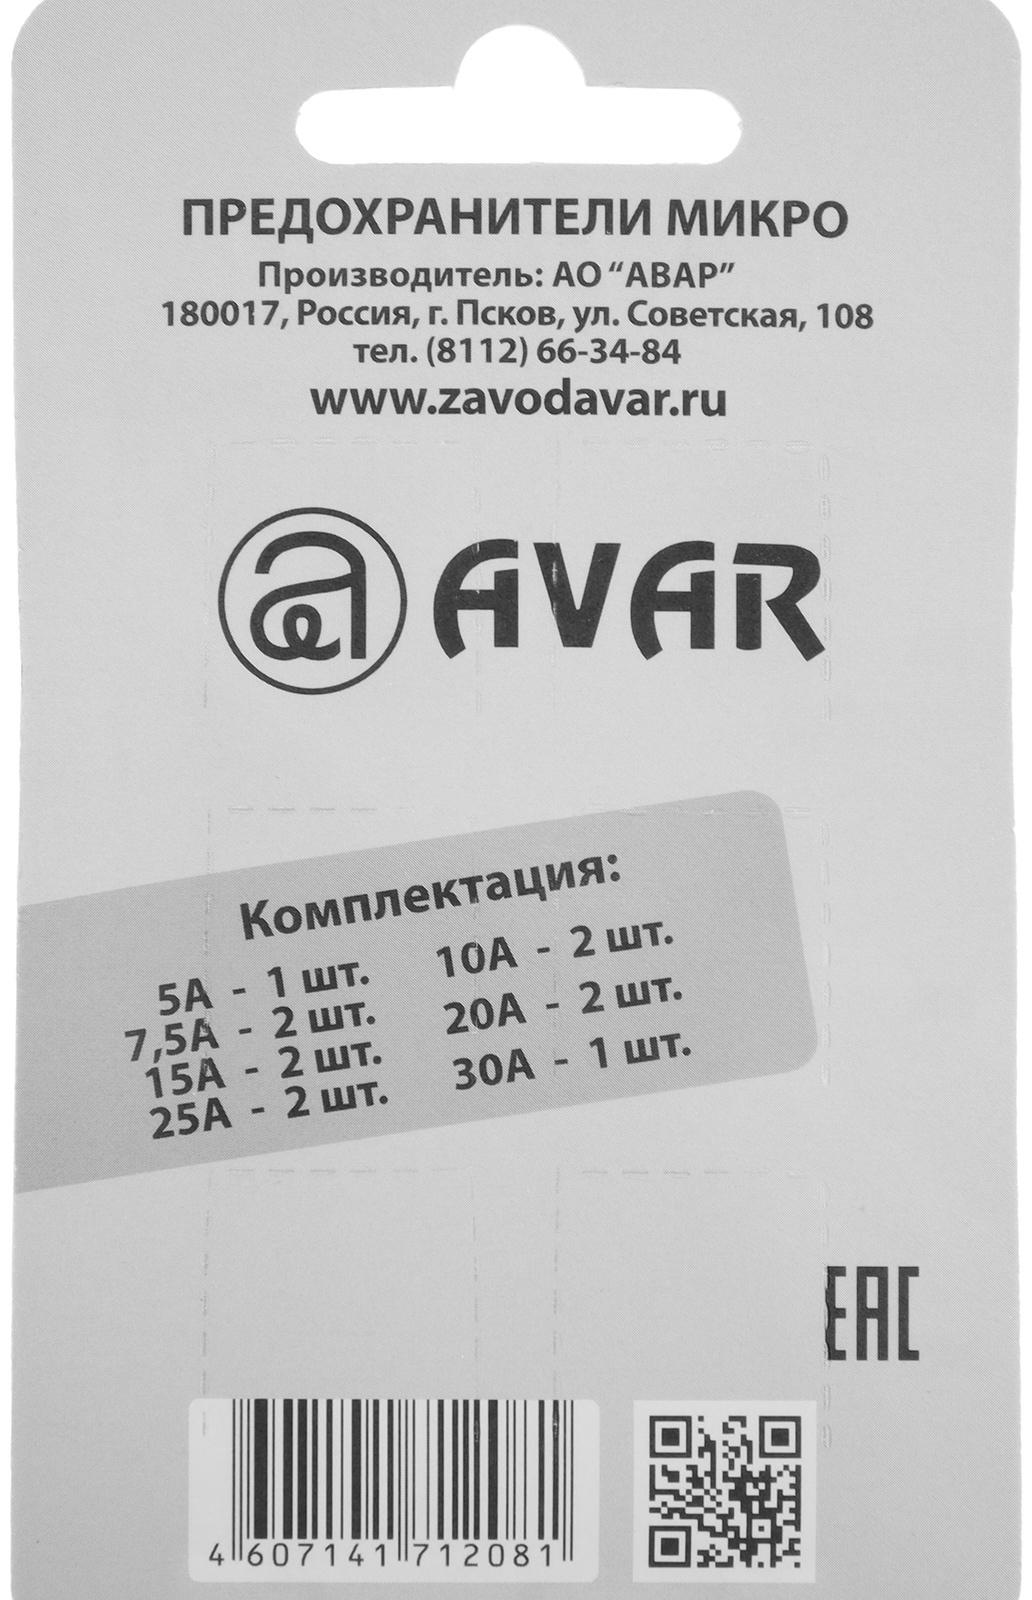 ПРЕДОХРАНИТЕЛИ МИКРО
Производитель: АО “АВАР”
180017, Россия, г. Псков, ул. Советская, 108
тел. (8112) 66-34-84
www.zavodavar.ru
a AVAR
Комплектация:
5А - 1 шт.
7,5А - 2 шт.
15А - 2 шт.
25А - 2 шт.
10А - 2 шт.
20А - 2 шт.
30А - 1 шт.
EAC
4 607141 712081